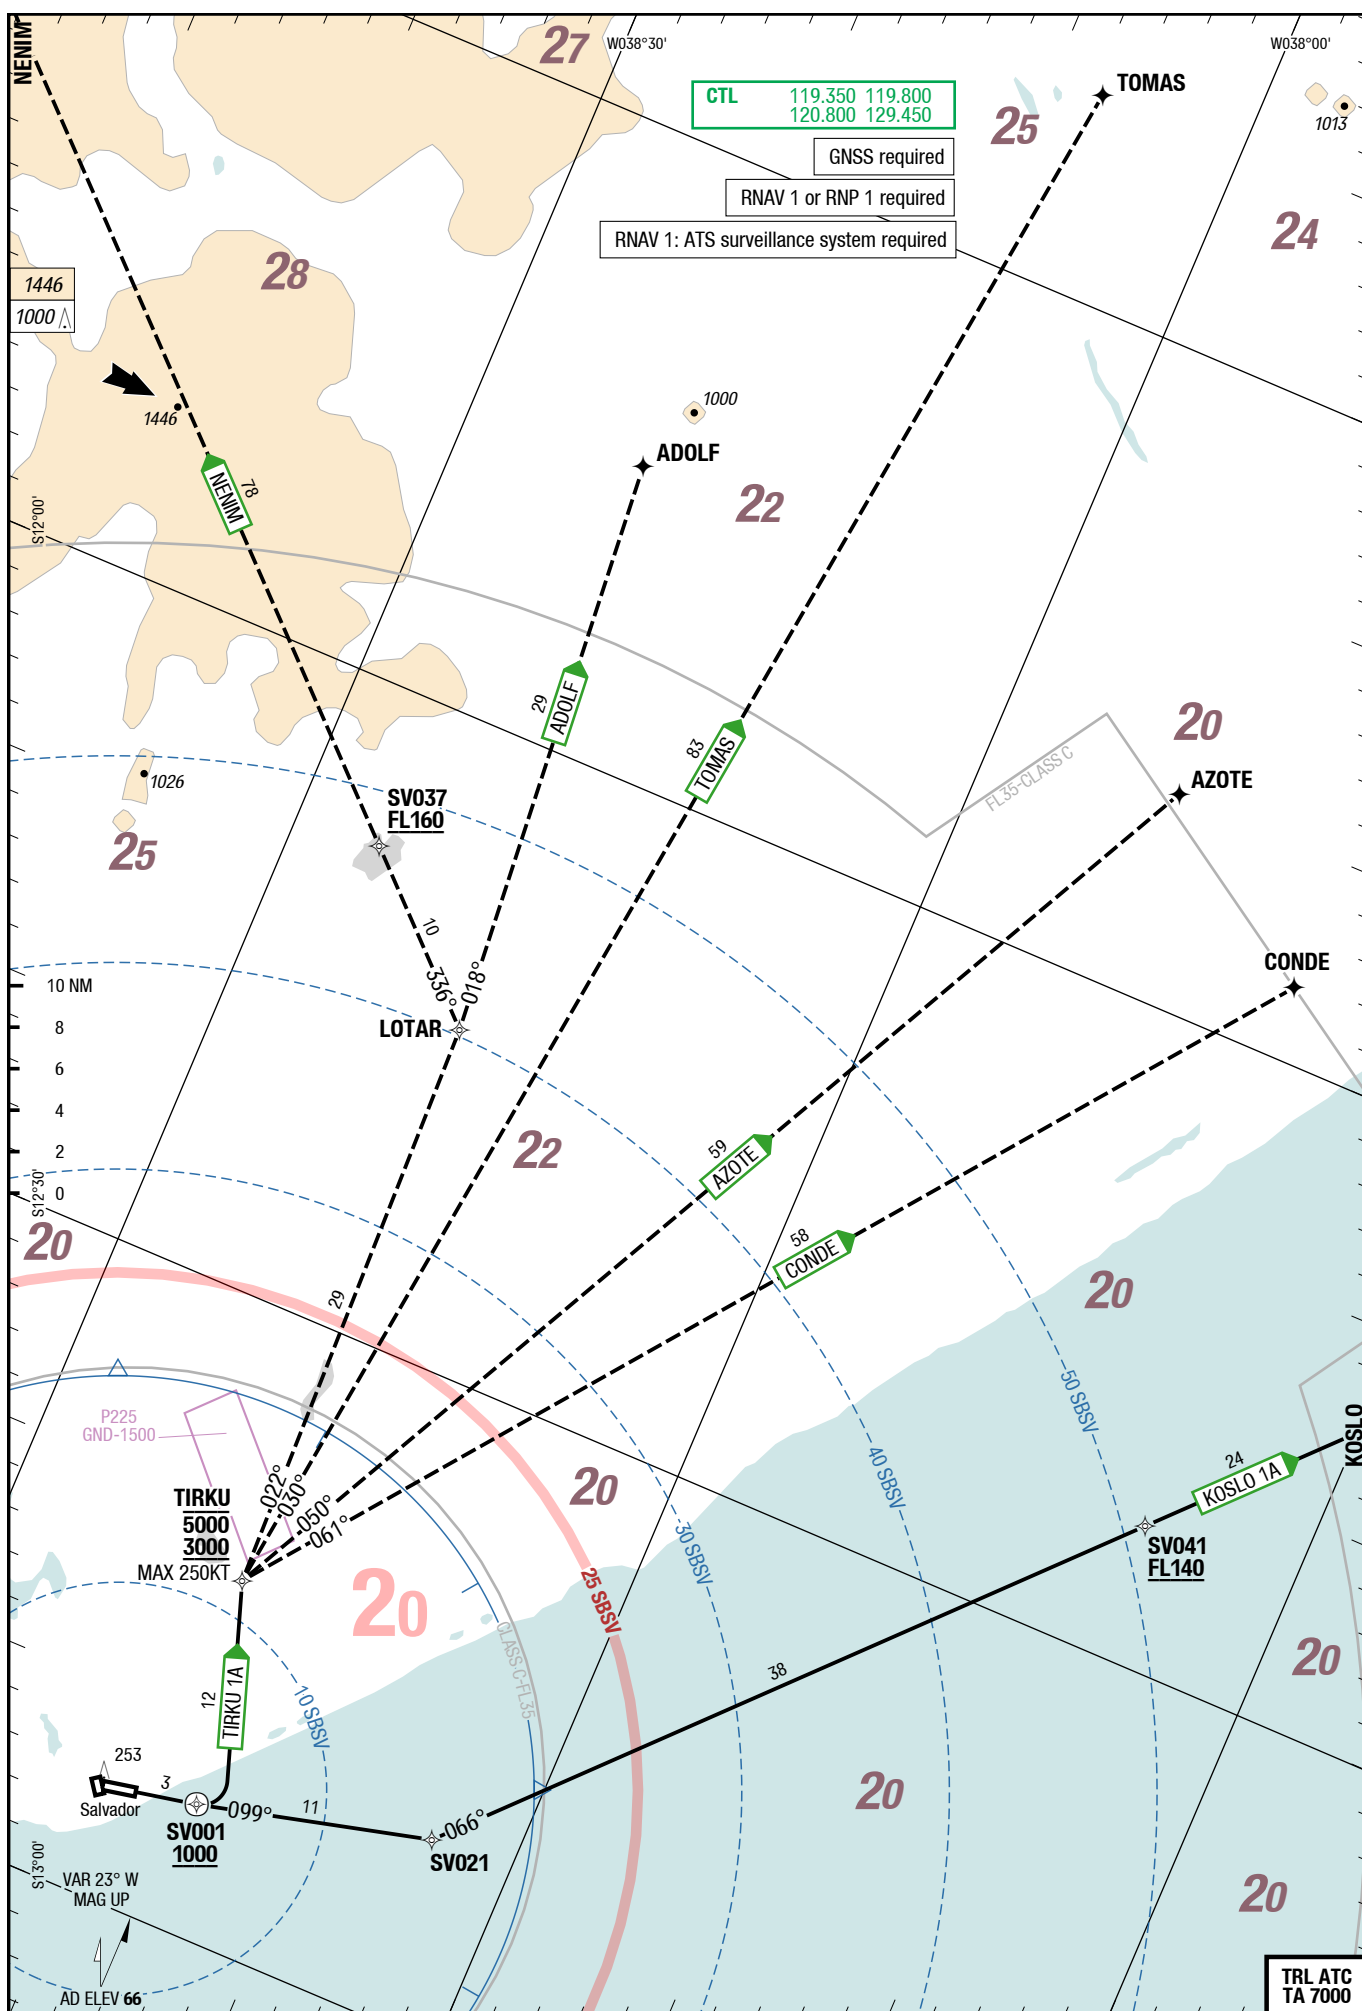 NENIM
27
W038°30'
W038°00'
CTL 119.350 119.800
120.800 129.450
TOMAS
25
1013
GNSS required
RNAV 1 or RNP 1 required
RNAV 1: ATS surveillance system required
24
28
1446
1000
1446
1000
ADOLF
NENIM
78
22
S12°00'
29
ADOLF
83
TOMAS
20
AZOTE
FL35-CLASS C
1026
SV037
FL160
25
10
336°
018°
CONDE
10 NM
8
6
4
2
0
LOTAR
S12°30'
22
59
AZOTE
58
CONDE
20
20
29
50 SBSV
P225
GND-1500
40 SBSV
KOSLO
24
KOSLO 1A
022°
030°
050°
061°
TIRKU
5000
3000
MAX 250KT
20
30 SBSV
SV041
FL140
25 SBSV
20
CLASS C-FL35
12
TIRKU 1A
10 SBSV
38
20
253
3
Salvador
SV001
1000
099°
11
066°
SV021
20
S13°00'
VAR 23° W
MAG UP
20
AD ELEV 66
TRL ATC
TA 7000